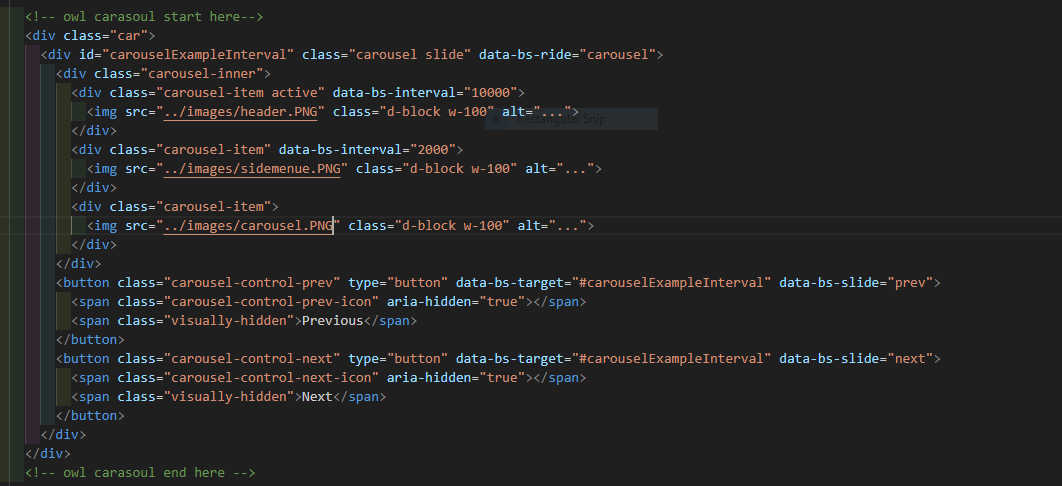 <!-- owl carasoul start here-->
<div class="car">
<div id="carouselExampleInterval" class="carousel slide" data-bs-ride="carousel">
<div class="carousel-inner">
<div class="carousel-item active" data-bs-interval="10000">
<img src="../images/header.PNG" class="d-block w-100" alt="...">
Rectangular Snip
</div>
<div class="carousel-item" data-bs-interval="2000">
<img src="../images/sidemenue.PNG" class="d-block w-100" alt="...">
</div>
<div class="carousel-item">
<img src="../images/carousel.PNG" class="d-block w-100" alt="...">
</div>
</div>
<button class="carousel-control-prev" type="button" data-bs-target="#carouselExampleInterval" data-bs-slide="prev">
<span class="carousel-control-prev-icon" aria-hidden="true"></span>
<span class="visually-hidden">Previous</span>
</button>
<button class="carousel-control-next" type="button" data-bs-target="#carouselExampleInterval" data-bs-slide="next">
<span class="carousel-control-next-icon" aria-hidden="true"></span>
<span class="visually-hidden">Next</span>
</button>
</div>
</div>
<!-- owl carasoul end here -->